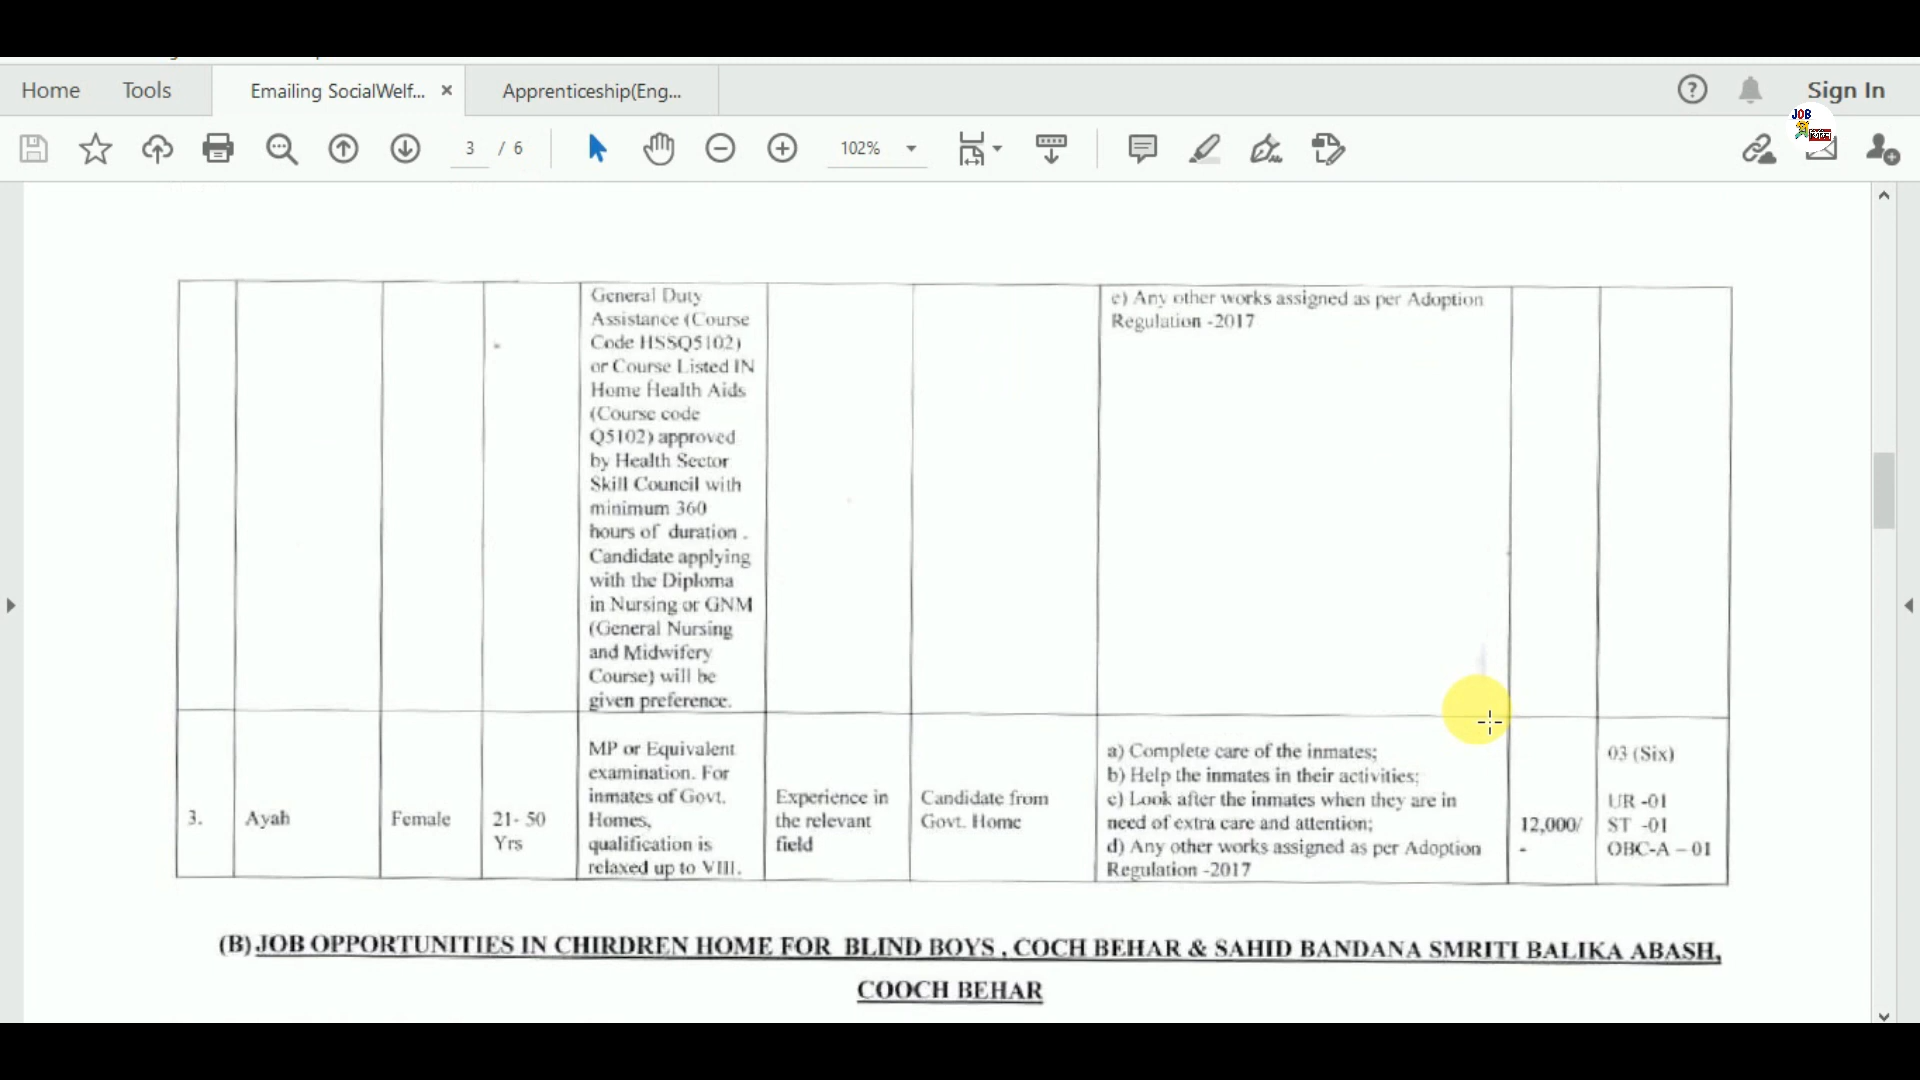 Home
Tools
Emailing SocialWelf...
Apprenticeship(Eng...
Sign In
JOB
3 / 6
102%
General Duty
Assistance (Course
Code HSSQ5102)
or Course Listed IN
Home Health Aids
(Course code
Q5102) approved
by Health Sector
Skill Council with
minimum 360
hours of duration .
Candidate applying
with the Diploma
in Nursing or GNM
(General Nursing
and Midwifery
Course) will be
given preference.
e) Any other works assigned as per Adoption
Regulation -2017
3.
Ayah
Female
21- 50
Yrs
MP or Equivalent
examination. For
inmates of Govt.
Homes,
qualification is
relaxed up to VIII.
Experience in
the relevant
field
Candidate from
Govt. Home
a) Complete care of the inmates;
b) Help the inmates in their activities;
c) Look after the inmates when they are in
need of extra care and attention;
d) Any other works assigned as per Adoption
Regulation -2017
12,000/
-
03 (Six)
UR -01
ST -01
OBC-A – 01
(B) JOB OPPORTUNITIES IN CHIRDREN HOME FOR BLIND BOYS , COCH BEHAR & SAHID BANDANA SMRITI BALIKA ABASH,
COOCH BEHAR